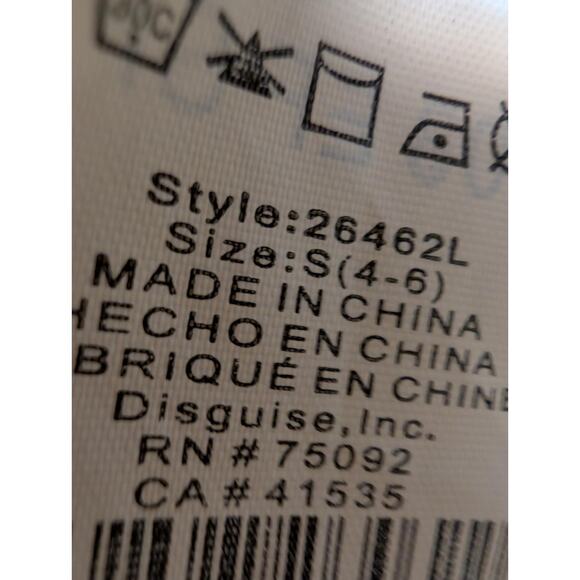 Style:26462L
Size:S(4-6)
MADE IN CHINA
HECHO EN CHINA
BRIQUÉ EN CHINE
Disguise,Inc.
RN # 75092
CA # 41535